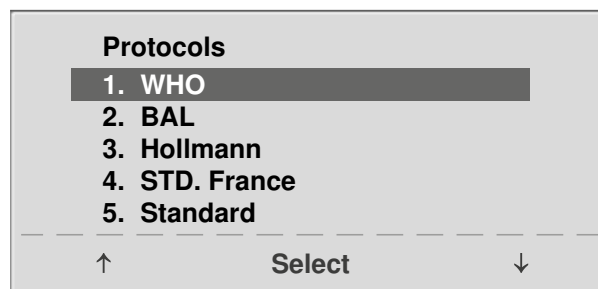 Protocols
1. WHO
2. BAL
3. Hollmann
4. STD. France
5. Standard
↑ Select ↓